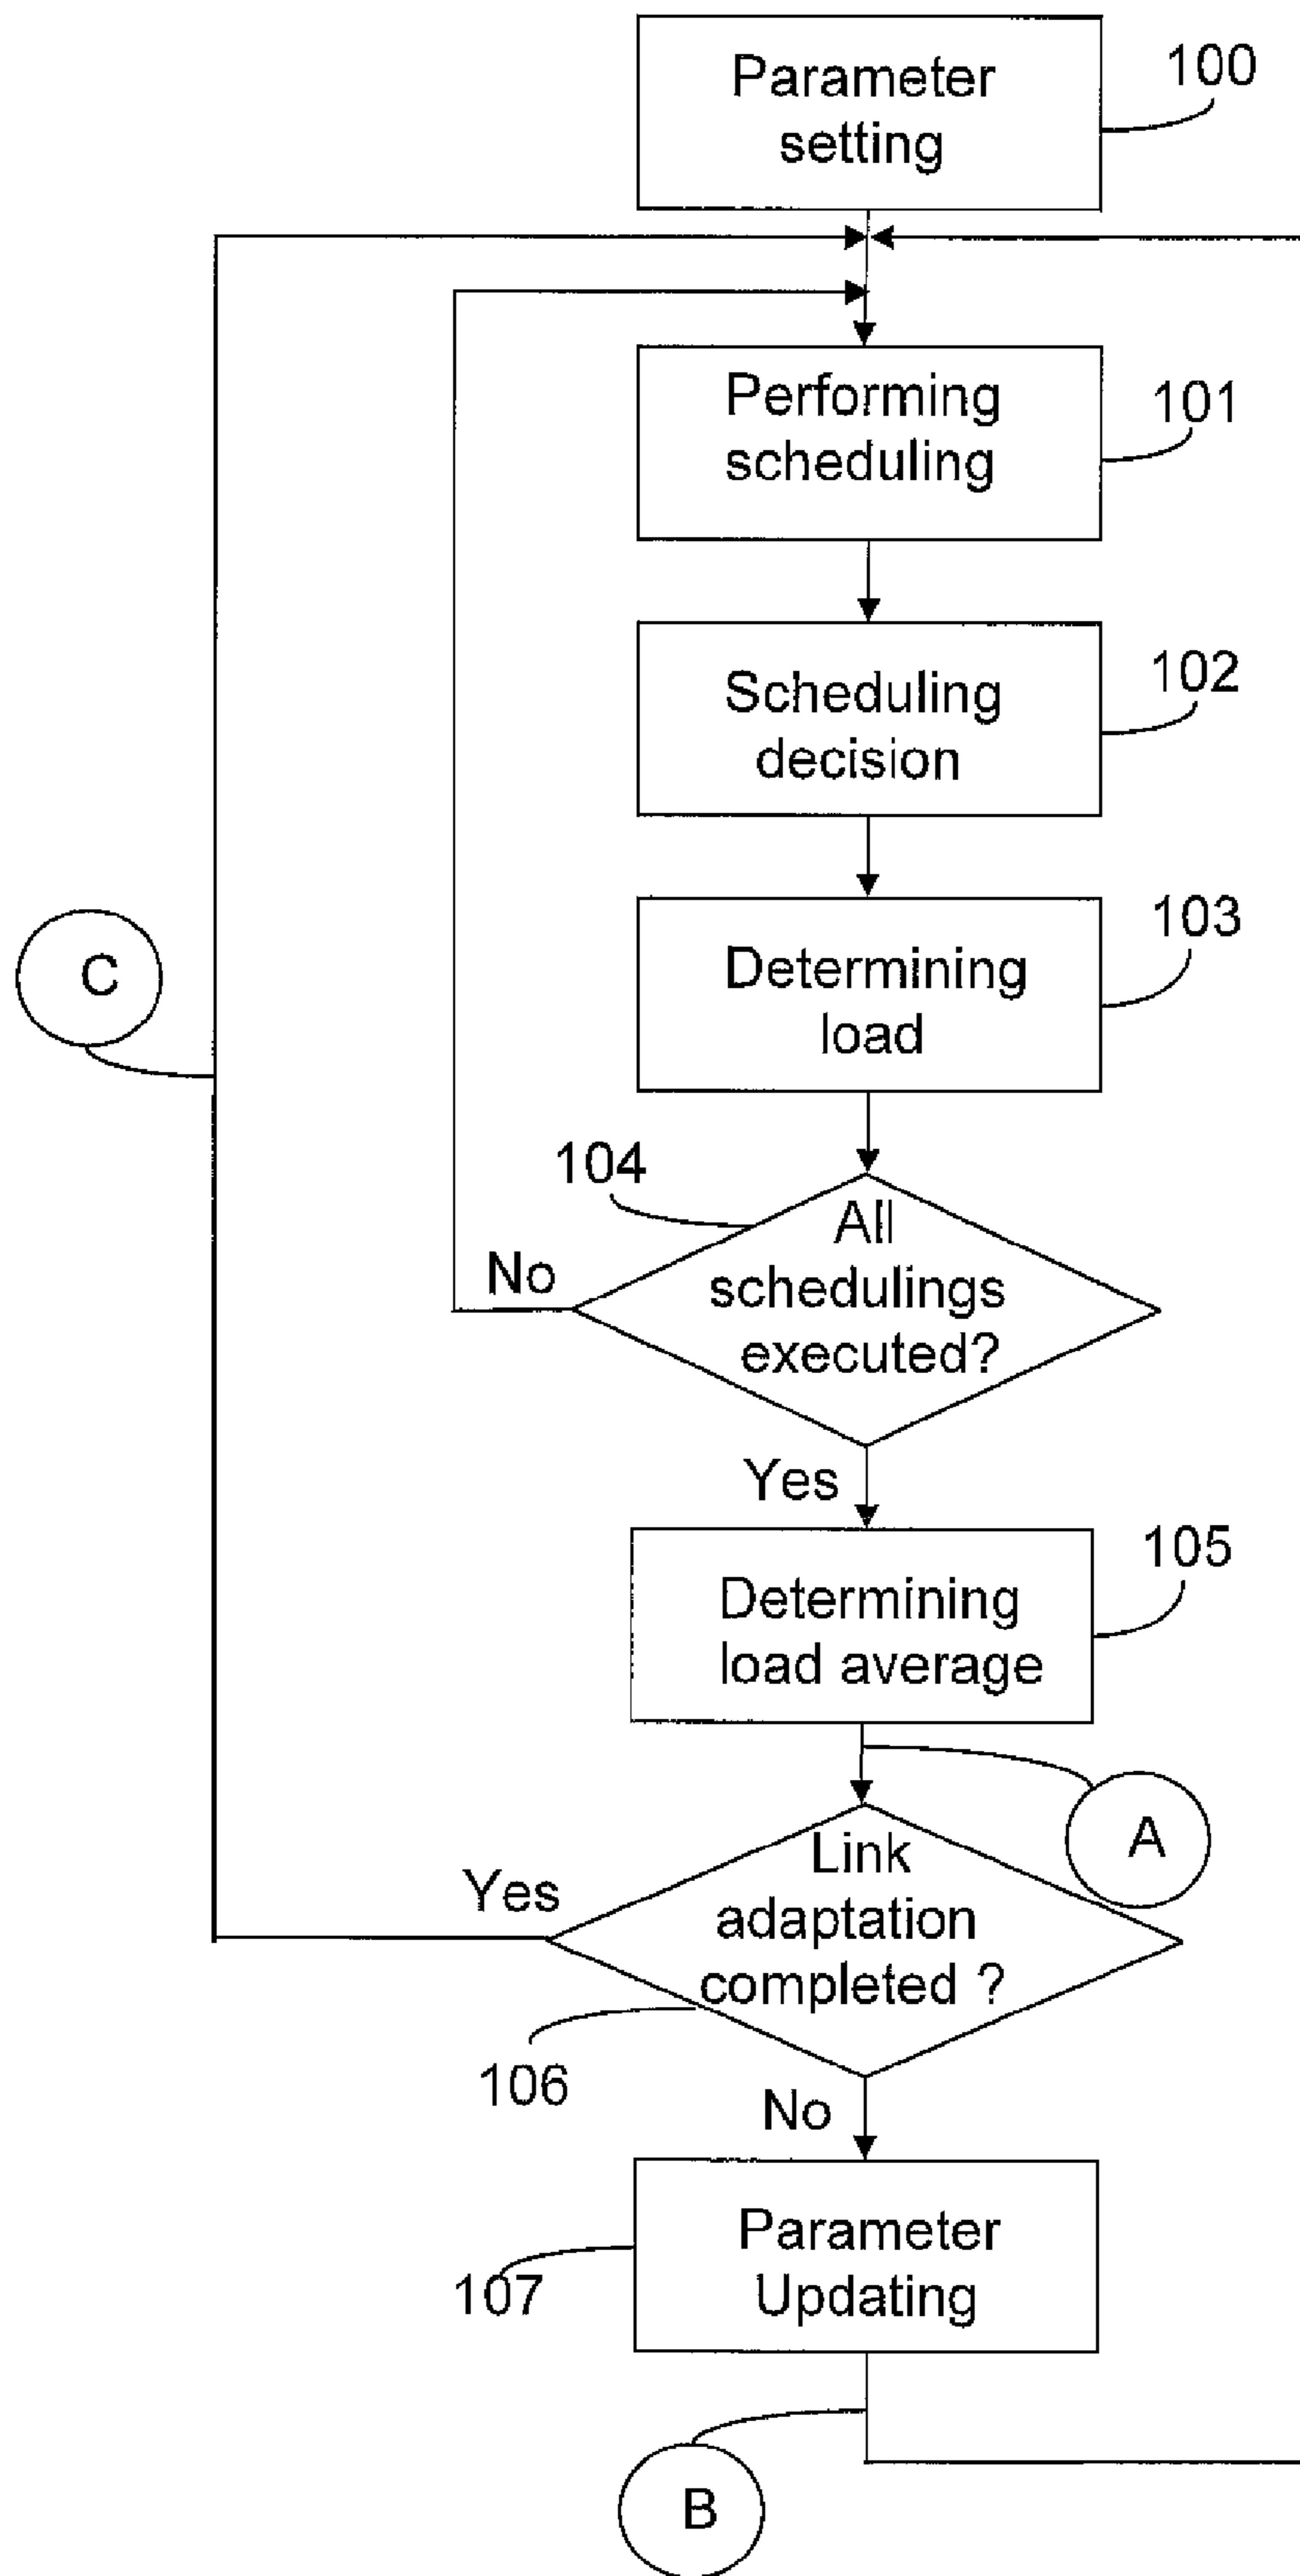 Parameter
setting
100
Performing
scheduling
101
Scheduling
decision
102
Determining
load
103
C
104
All
schedulings
executed?
No
Yes
Determining
load average
105
A
Link
adaptation
completed ?
Yes
106
No
Parameter
Updating
107
B